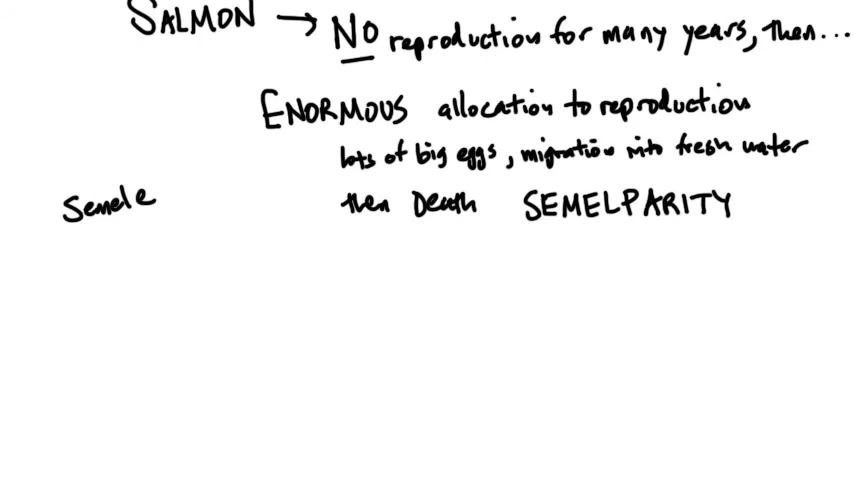 SALMON → NO reproduction for many years, then...
ENORMOUS allocation to reproduction
lots of big eggs, migration into fresh water
Semele then Death SEMELPARITY